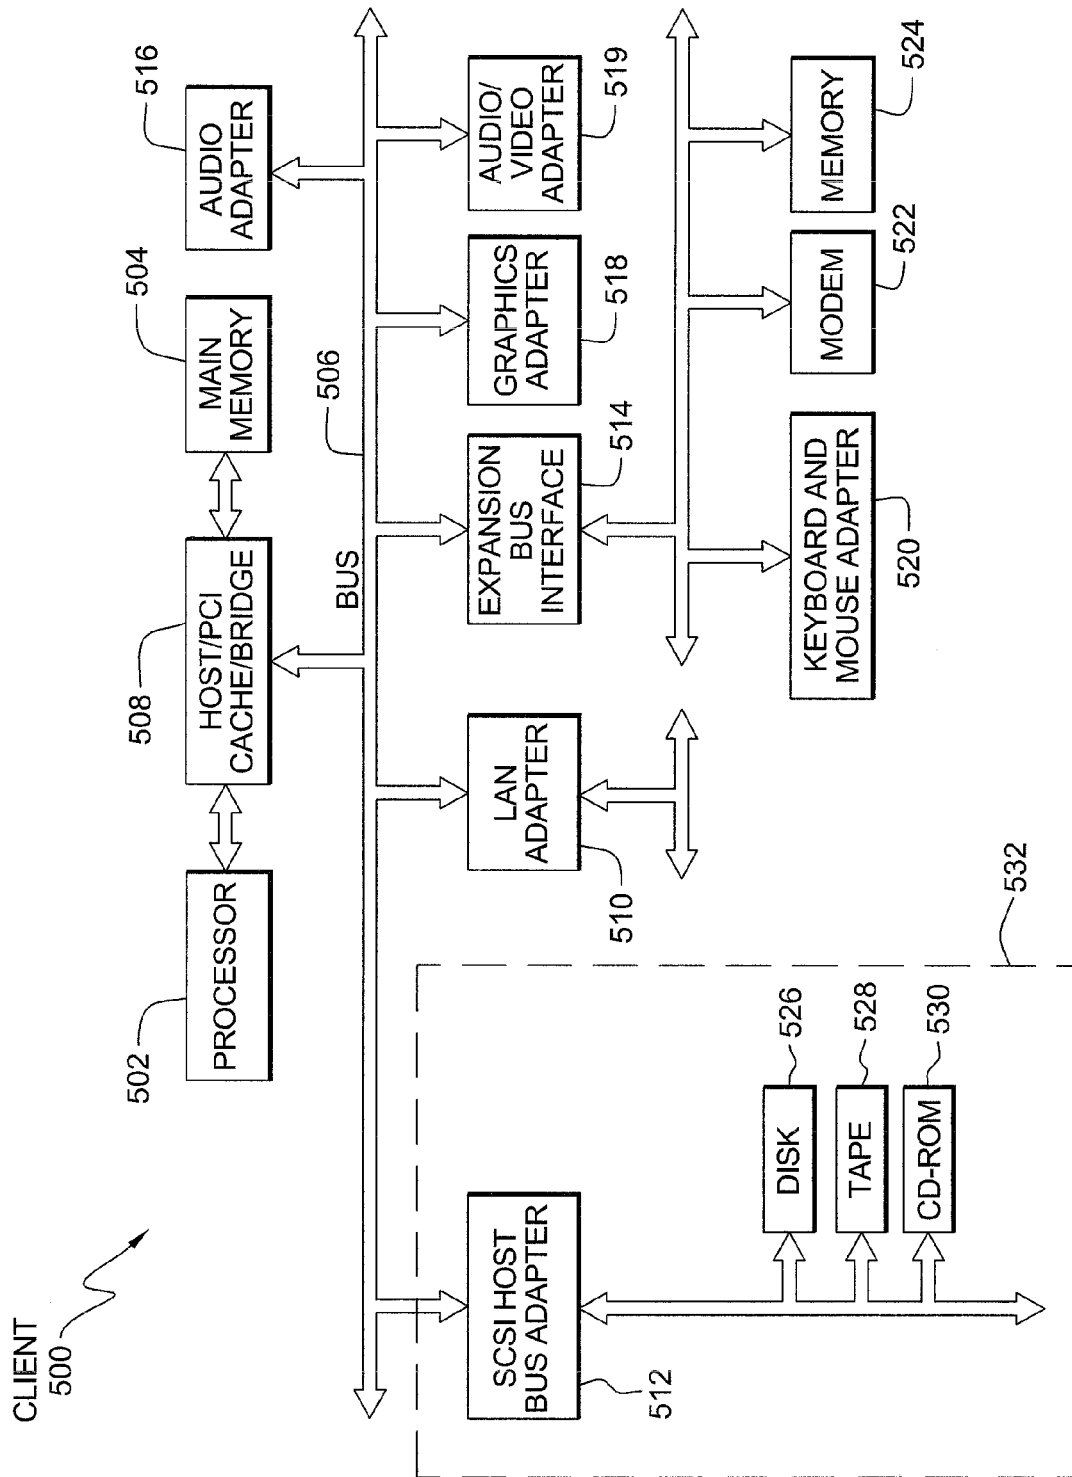 CLIENT
500
502
PROCESSOR
508
HOST/PCI
CACHE/BRIDGE
504
MAIN
MEMORY
516
AUDIO
ADAPTER
BUS
506
SCSI HOST
BUS ADAPTER
512
LAN
ADAPTER
510
EXPANSION
BUS
INTERFACE
514
GRAPHICS
ADAPTER
518
AUDIO/
VIDEO
ADAPTER
519
DISK
526
TAPE
528
CD-ROM
530
532
KEYBOARD AND
MOUSE ADAPTER
520
MODEM
522
MEMORY
524